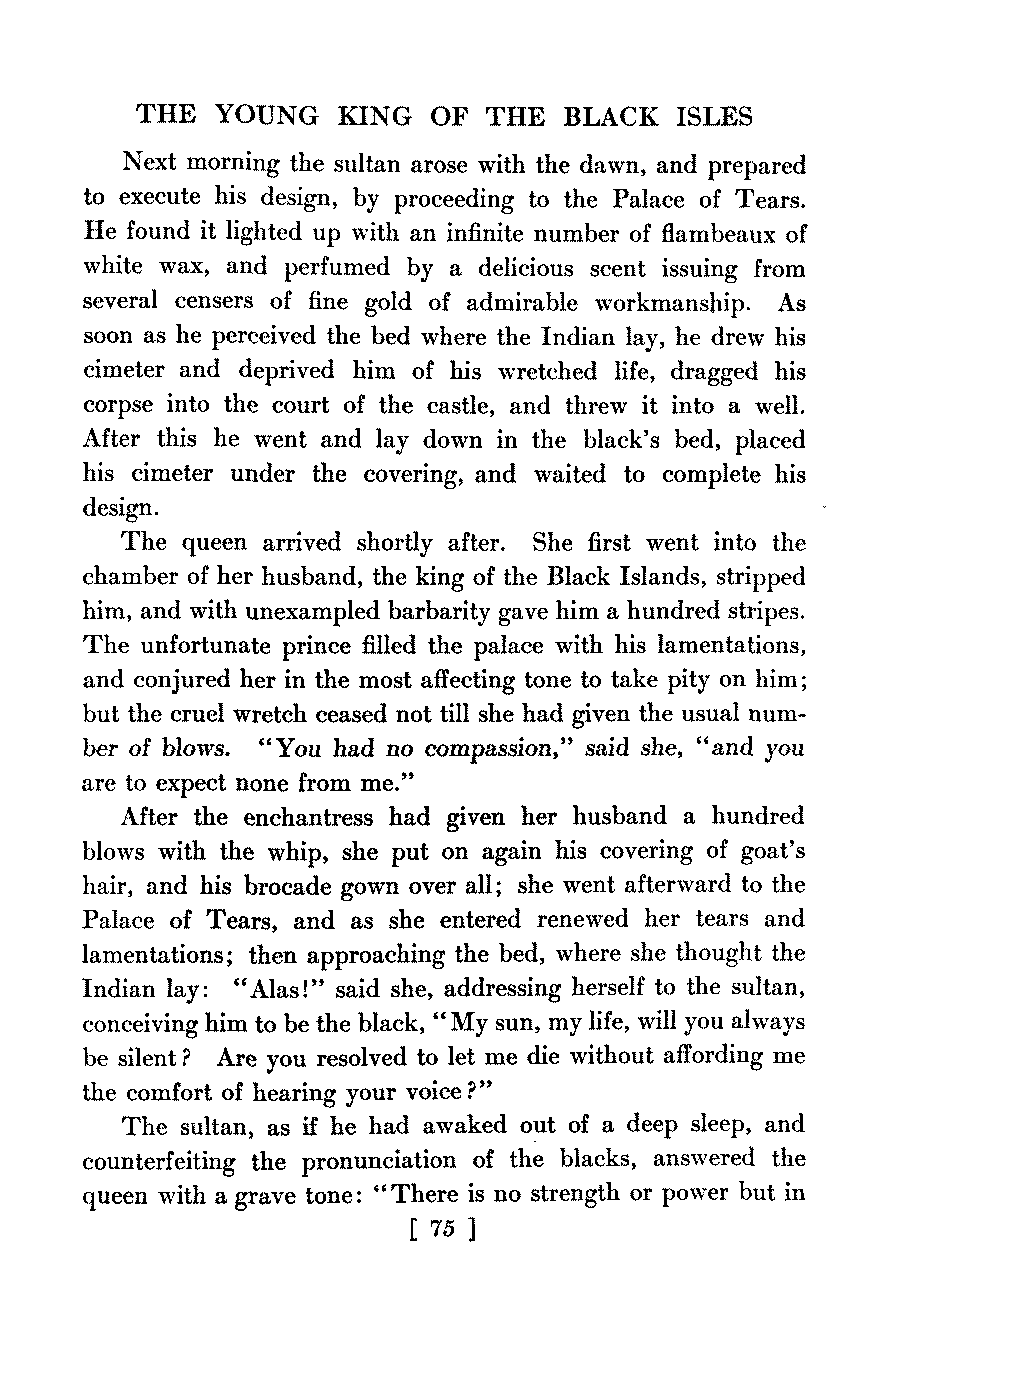 THE YOUNG KING OF THE BLACK ISLES
Next morning the sultan arose with the dawn, and prepared
to execute his design, by proceeding to the Palace of Tears.
He found it lighted up with an infinite number of flambeaux of
white wax, and perfumed by a delicious scent issuing from
several censers of fine gold of admirable workmanship. As
soon as he perceived the bed where the Indian lay, he drew his
cimeter and deprived him of his wretched life, dragged his
corpse into the court of the castle, and threw it into a well.
After this he went and lay down in the black's bed, placed
his cimeter under the covering, and waited to complete his
design.
The queen arrived shortly after. She first went into the
chamber of her husband, the king of the Black Islands, stripped
him, and with unexampled barbarity gave him a hundred stripes.
The unfortunate prince filled the palace with his lamentations,
and conjured her in the most affecting tone to take pity on him;
but the cruel wretch ceased not till she had given the usual num-
ber of blows. "You had no compassion," said she, "and you
are to expect none from me."
After the enchantress had given her husband a hundred
blows with the whip, she put on again his covering of goat's
hair, and his brocade gown over all; she went afterward to the
Palace of Tears, and as she entered renewed her tears and
lamentations; then approaching the bed, where she thought the
Indian lay: "Alas!" said she, addressing herself to the sultan,
conceiving him to be the black, "My sun, my life, will you always
be silent? Are you resolved to let me die without affording me
the comfort of hearing your voice?"
The sultan, as if he had awaked out of a deep sleep, and
counterfeiting the pronunciation of the blacks, answered the
queen with a grave tone: "There is no strength or power but in
[ 75 ]